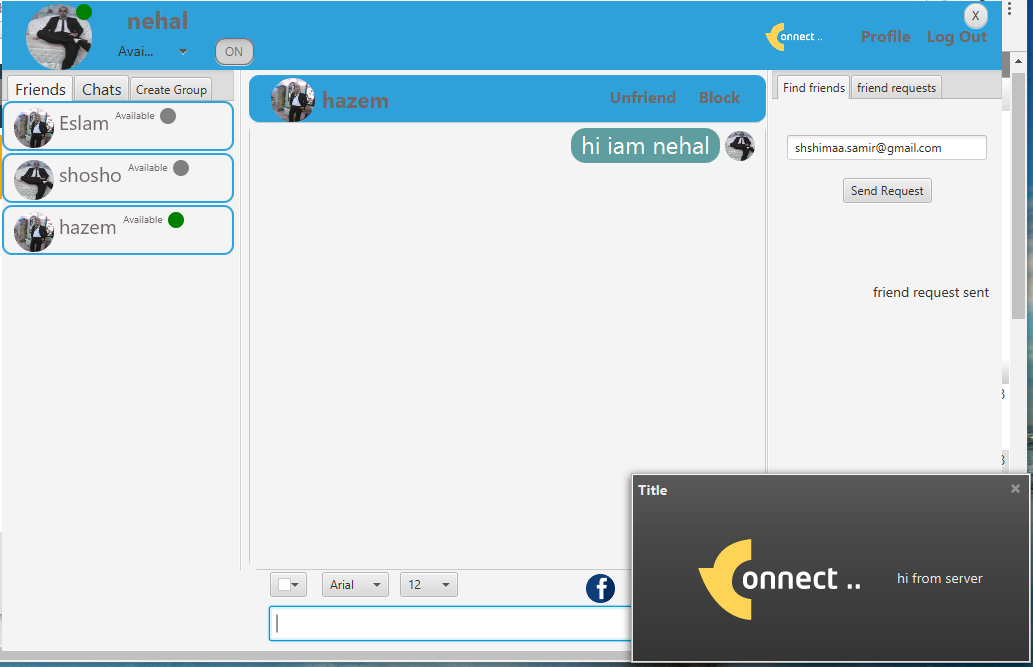 nehal
Avai...
ON
onnect ..
Profile
Log Out
X
Friends
Chats
Create Group
Eslam
Available
shosho
Available
hazem
Available
hazem
Unfriend
Block
hi iam nehal
Find friends
friend requests
shshimaa.samir@gmail.com
Send Request
friend request sent
Arial
12
f
Title
×
onnect ..
hi from server